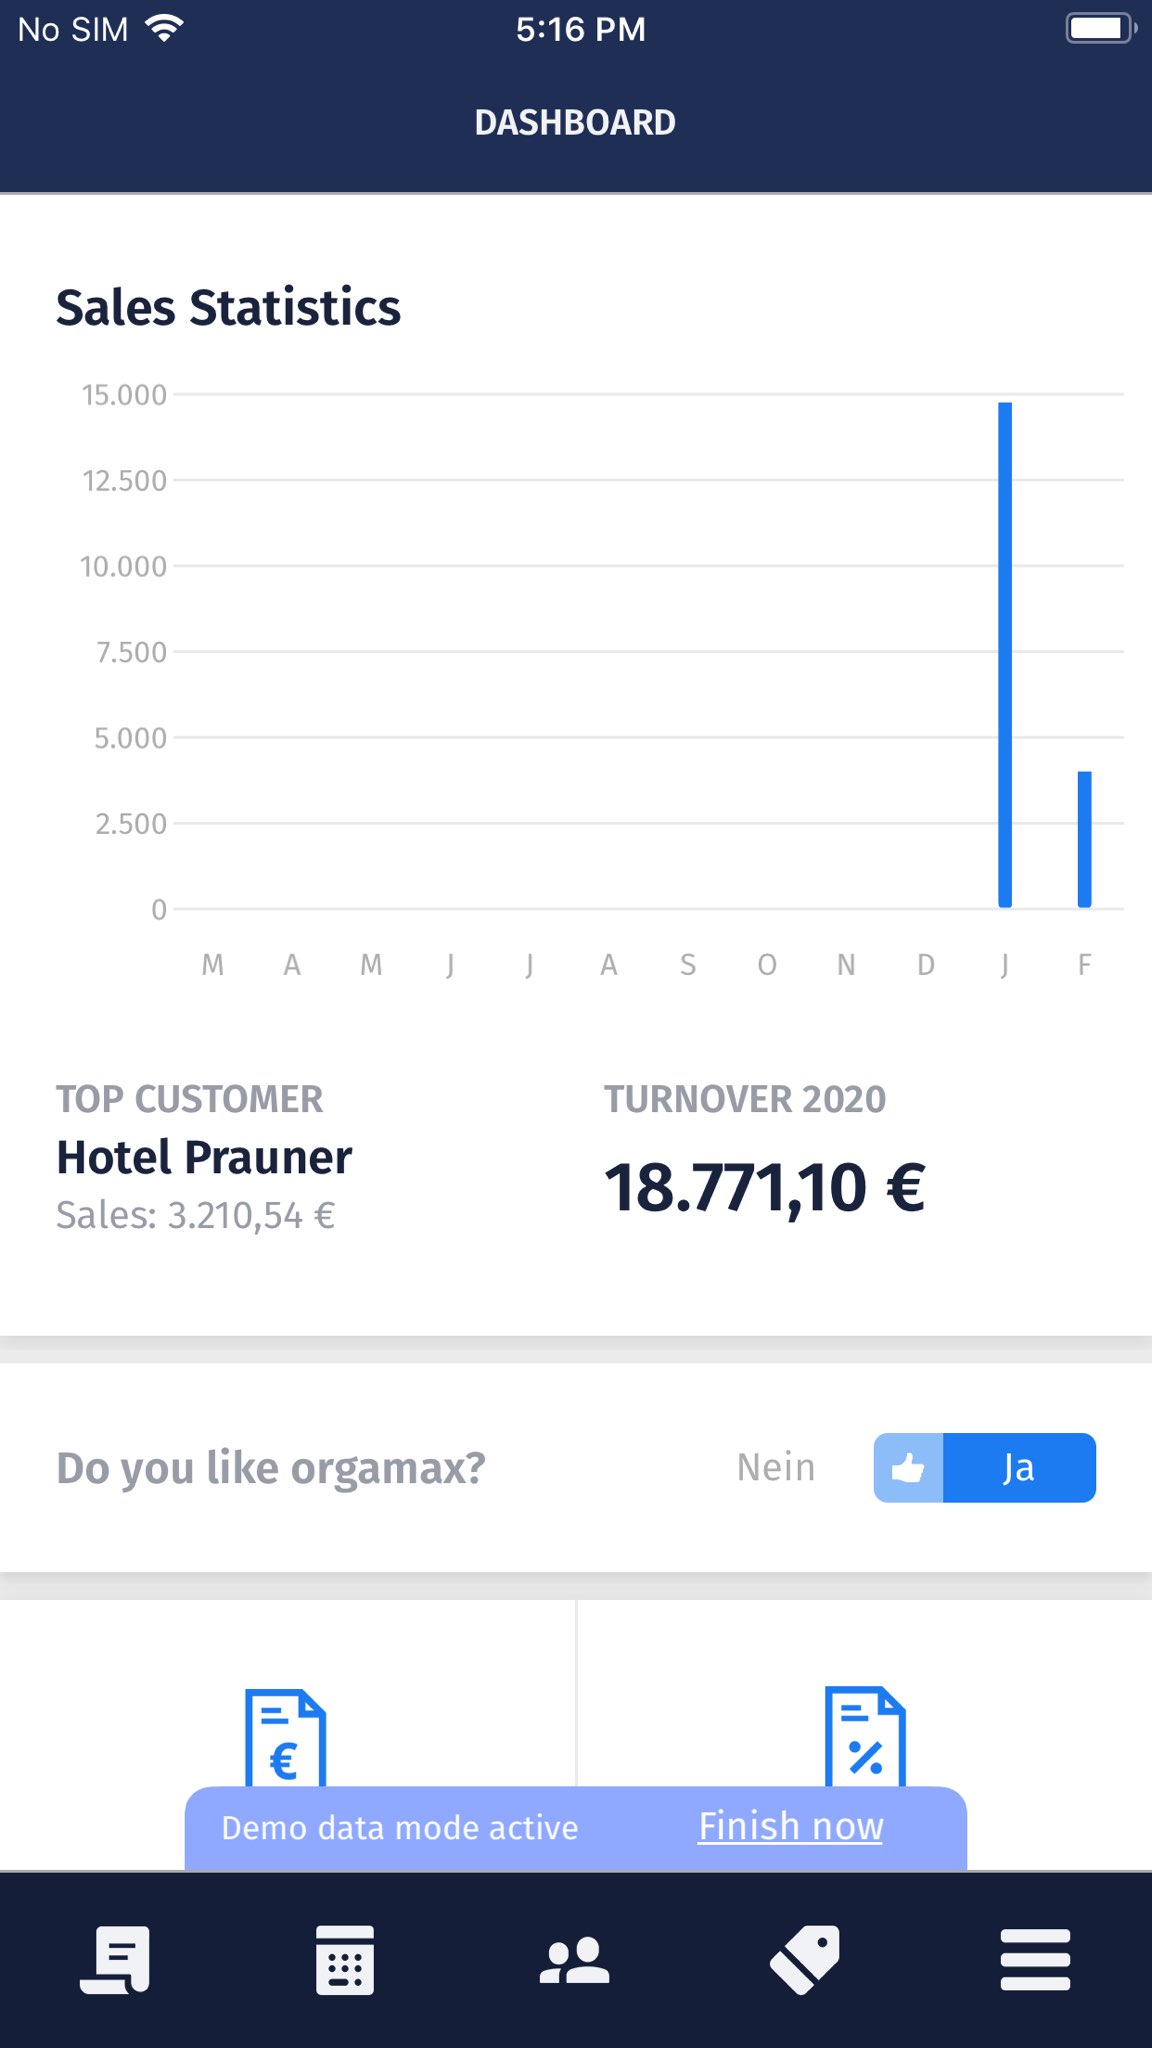 No SIM 5:16 PM
DASHBOARD
Sales Statistics
15.000
12.500
10.000
7.500
5.000
2.500
0
M A M J J A S O N D J F
TOP CUSTOMER
Hotel Prauner
Sales: 3.210,54 €
TURNOVER 2020
18.771,10 €
Do you like orgamax? Nein Ja
€ %
Demo data mode active Finish now